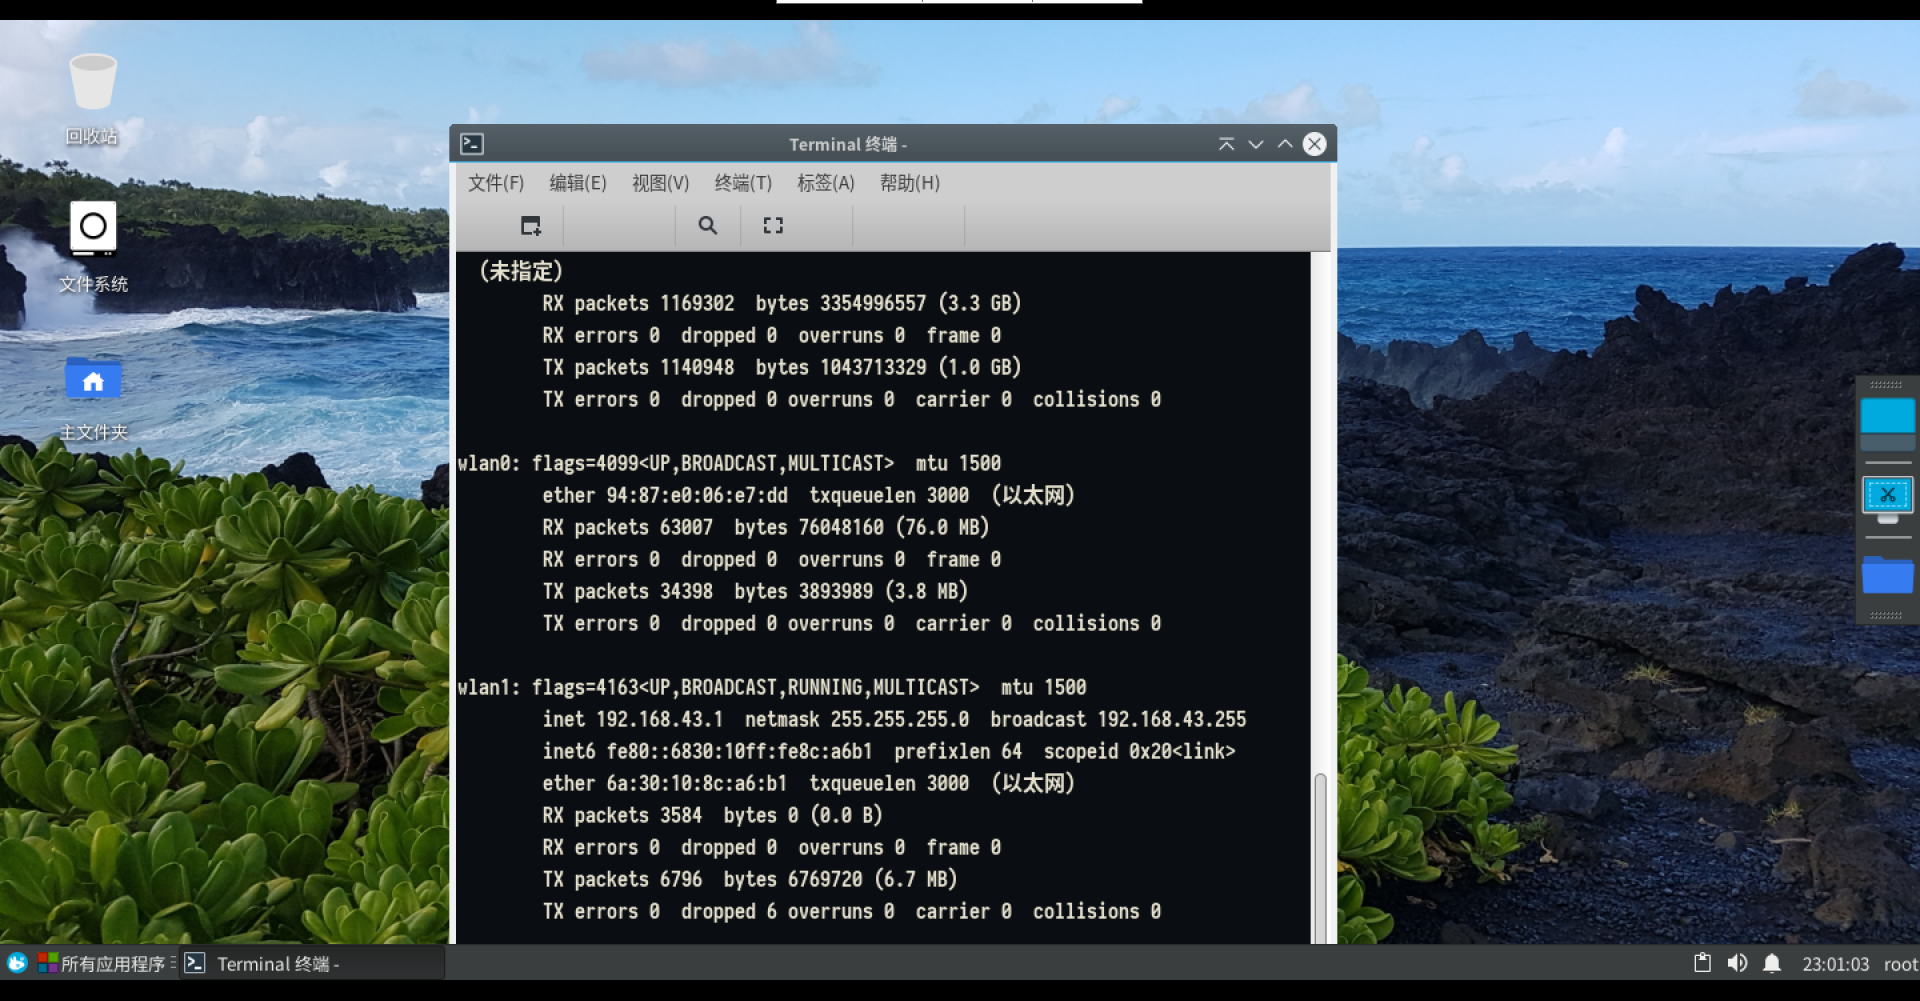 回收站
文件系统
主文件夹
Terminal 终端 -
文件(F) 编辑(E) 视图(V) 终端(T) 标签(A) 帮助(H)
(未指定)
RX packets 1169302  bytes 3354996557 (3.3 GB)
RX errors 0  dropped 0  overruns 0  frame 0
TX packets 1140948  bytes 1043713329 (1.0 GB)
TX errors 0  dropped 0 overruns 0  carrier 0  collisions 0
wlan0: flags=4099<UP,BROADCAST,MULTICAST>  mtu 1500
ether 94:87:e0:06:e7:dd  txqueuelen 3000  (以太网)
RX packets 63007  bytes 76048160 (76.0 MB)
RX errors 0  dropped 0  overruns 0  frame 0
TX packets 34398  bytes 3893989 (3.8 MB)
TX errors 0  dropped 0 overruns 0  carrier 0  collisions 0
wlan1: flags=4163<UP,BROADCAST,RUNNING,MULTICAST>  mtu 1500
inet 192.168.43.1  netmask 255.255.255.0  broadcast 192.168.43.255
inet6 fe80::6830:10ff:fe8c:a6b1  prefixlen 64  scopeid 0x20<link>
ether 6a:30:10:8c:a6:b1  txqueuelen 3000  (以太网)
RX packets 3584  bytes 0 (0.0 B)
RX errors 0  dropped 0  overruns 0  frame 0
TX packets 6796  bytes 6769720 (6.7 MB)
TX errors 0  dropped 6 overruns 0  carrier 0  collisions 0
所有应用程序 Terminal 终端 - 23:01:03 root